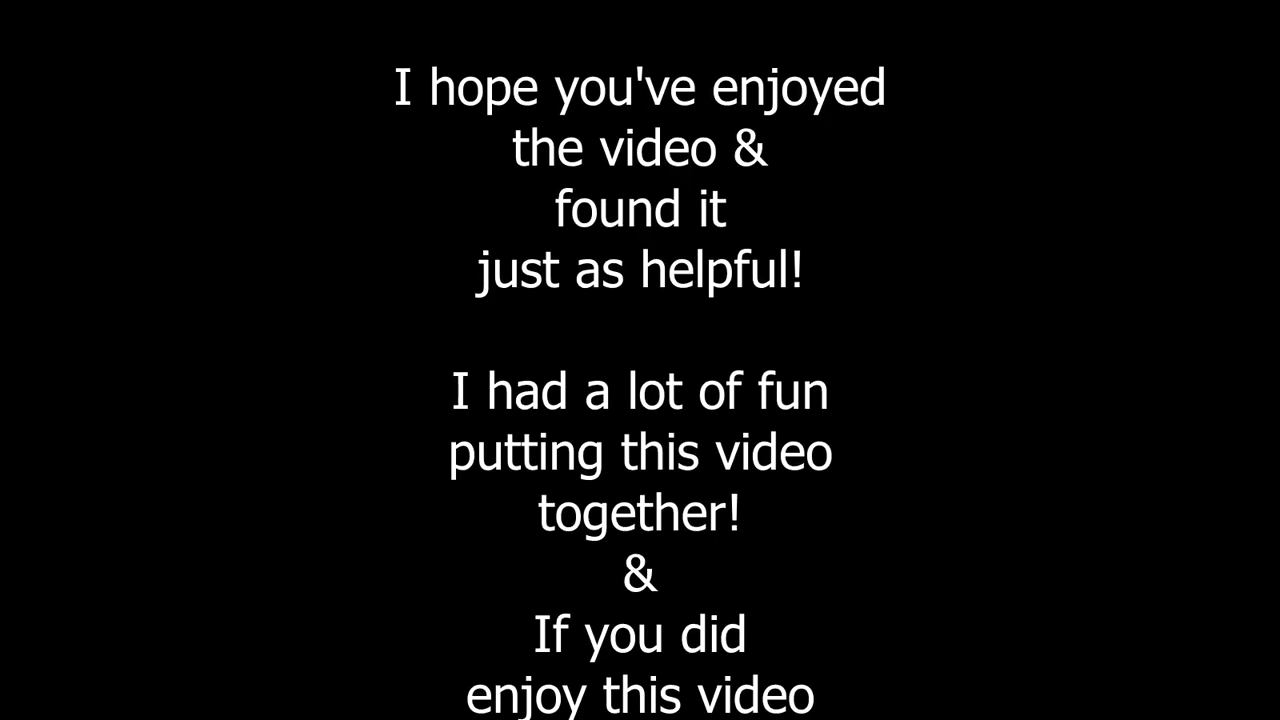 I hope you've enjoyed
the video &
found it
just as helpful!
I had a lot of fun
putting this video
together!
&
If you did
enjoy this video